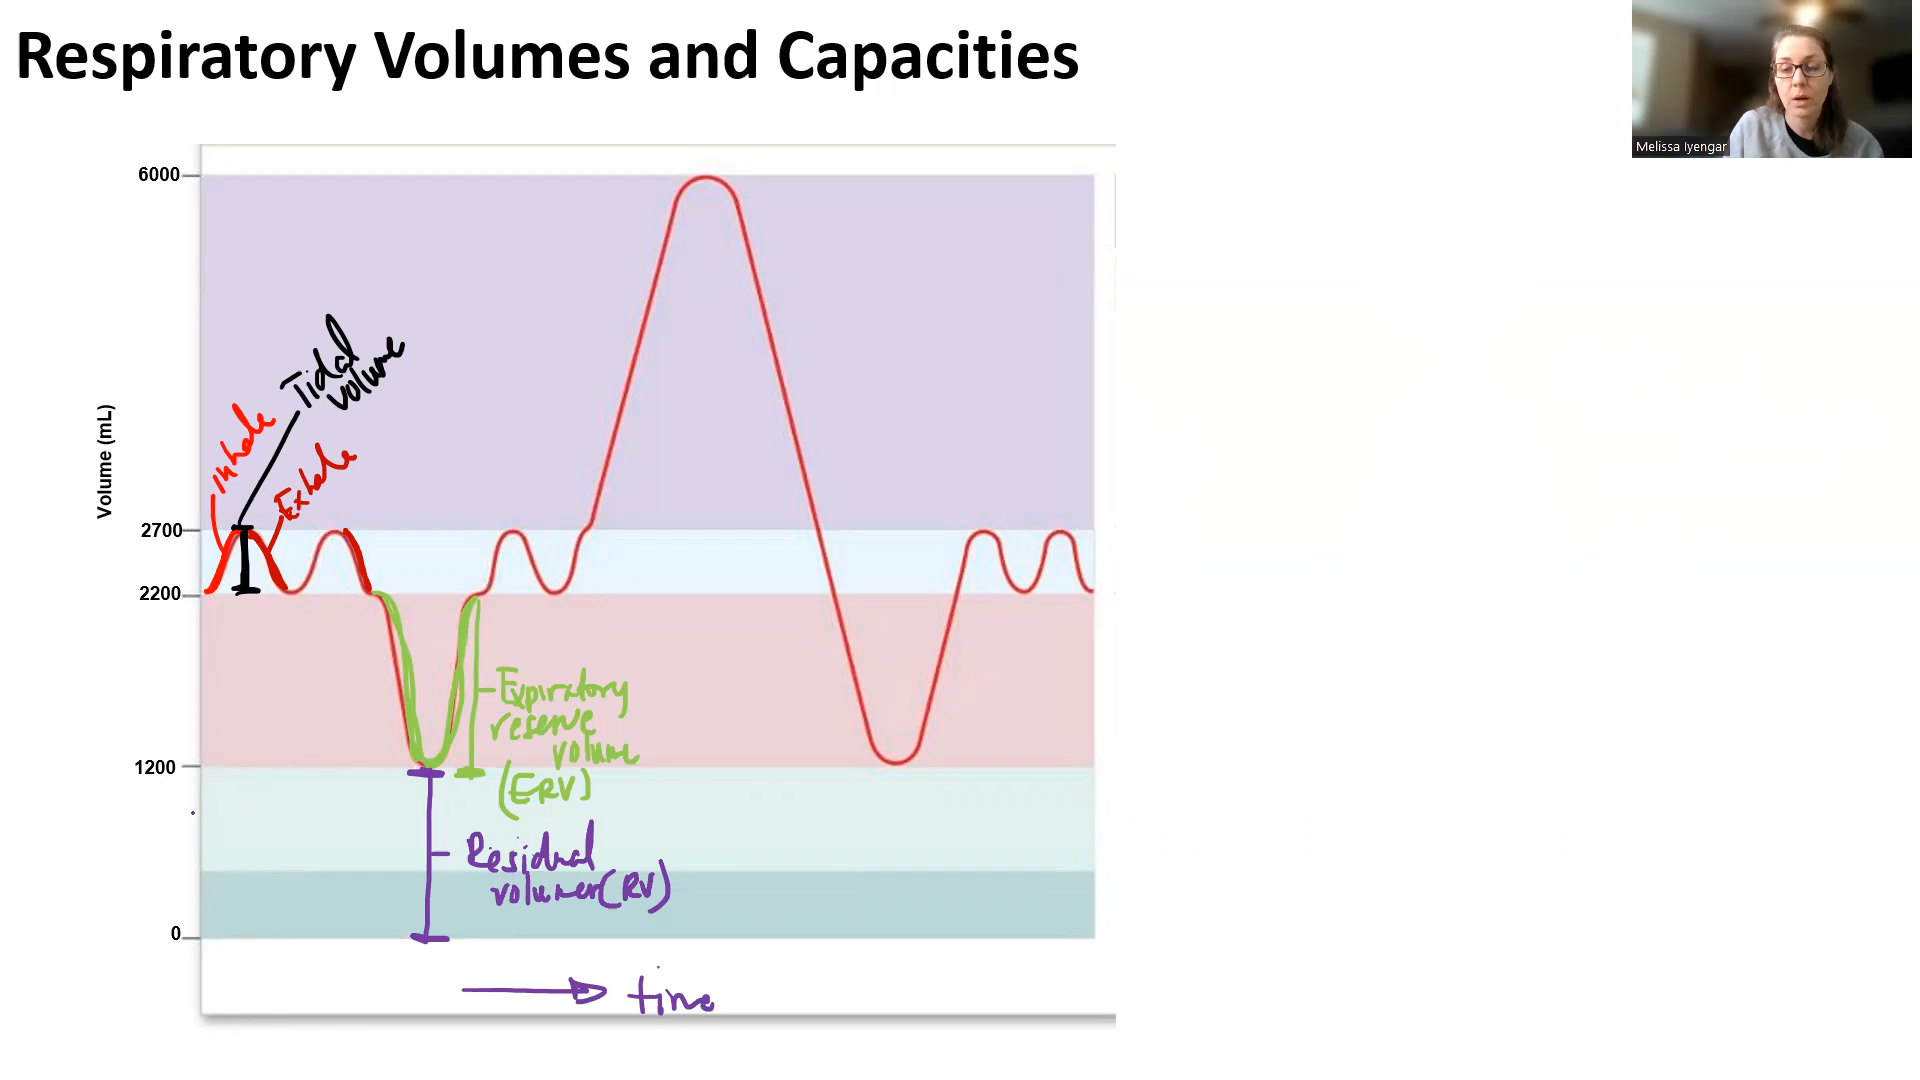 Respiratory Volumes and Capacities
Melissa Iyengar
6000
2700
2200
1200
0
Volume (mL)
Inhale
Tidal
volume
Exhale
Expiratory
reserve
volume
(ERV)
Residual
volume(RV)
time